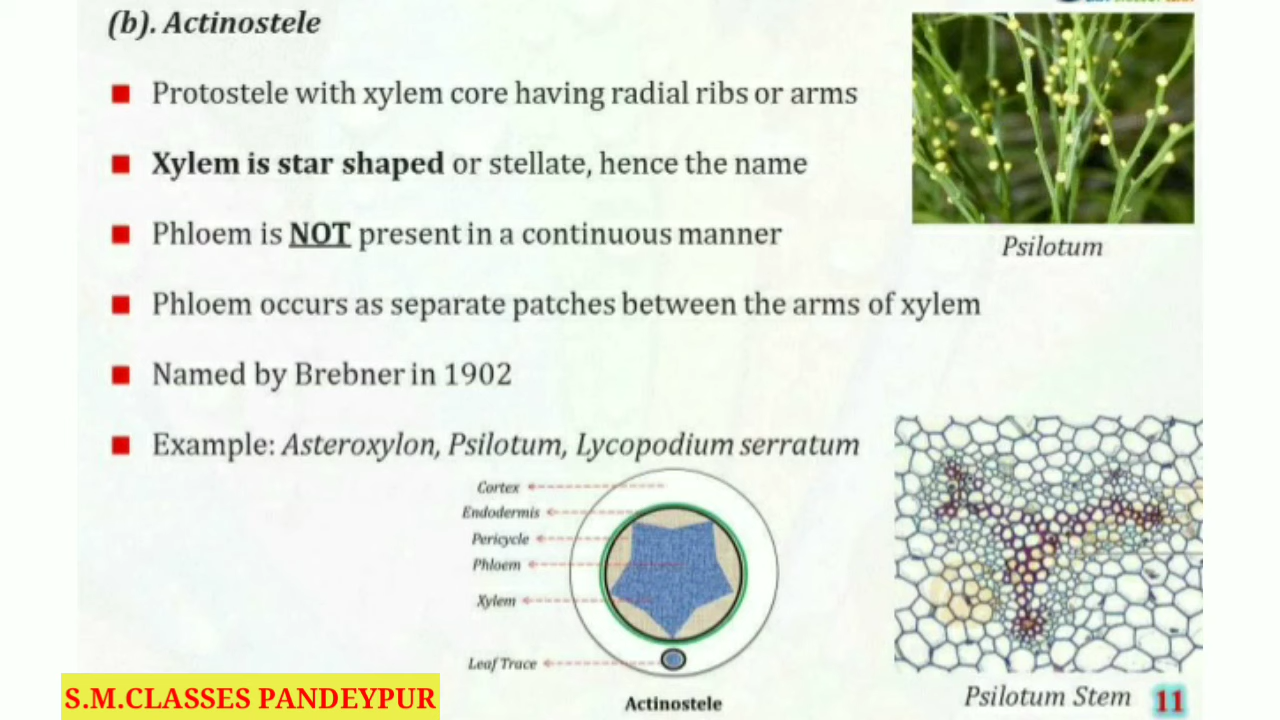 (b). Actinostele
Protostele with xylem core having radial ribs or arms
Xylem is star shaped or stellate, hence the name
Phloem is NOT present in a continuous manner
Psilotum
Phloem occurs as separate patches between the arms of xylem
Named by Brebner in 1902
Example: Asteroxylon, Psilotum, Lycopodium serratum
Cortex
Endodermis
Pericycle
Phloem
Xylem
Leaf Trace
Actinostele
Psilotum Stem 11
S.M.CLASSES PANDEYPUR